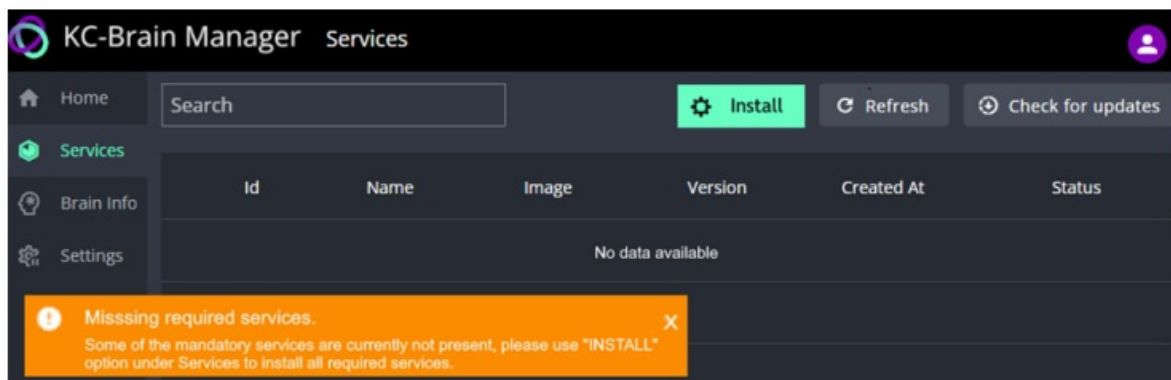 KC-Brain Manager Services
Home
Search
Install
Refresh
Check for updates
Services
Id Name Image Version Created At Status
Brain Info
No data available
Settings
Misssing required services.
X
Some of the mandatory services are currently not present, please use "INSTALL"
option under Services to install all required services.